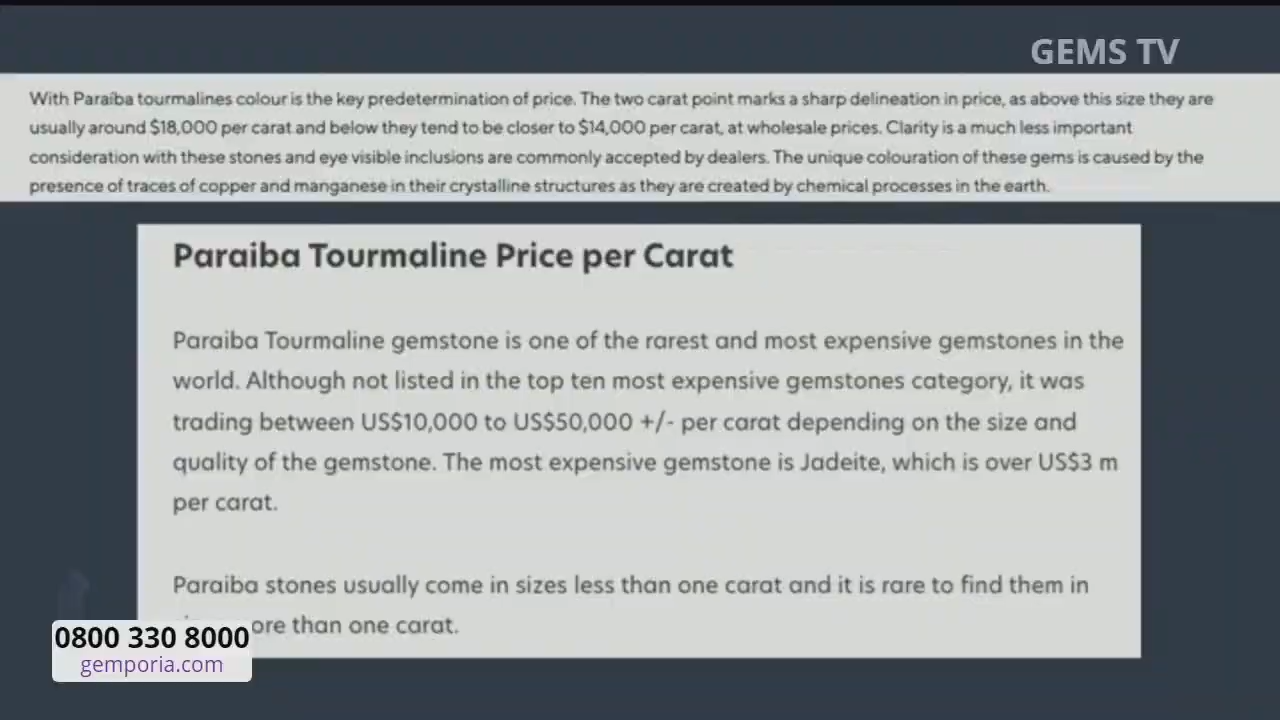 GEMS TV
With Paraiba tourmalines colour is the key predetermination of price. The two carat point marks a sharp delineation in price, as above this size they are
usually around $18,000 per carat and below they tend to be closer to $14,000 per carat, at wholesale prices. Clarity is a much less important
consideration with these stones and eye visible inclusions are commonly accepted by dealers. The unique colouration of these gems is caused by the
presence of traces of copper and manganese in their crystalline structures as they are created by chemical processes in the earth.
Paraiba Tourmaline Price per Carat
Paraiba Tourmaline gemstone is one of the rarest and most expensive gemstones in the
world. Although not listed in the top ten most expensive gemstones category, it was
trading between US$10,000 to US$50,000 +/- per carat depending on the size and
quality of the gemstone. The most expensive gemstone is Jadeite, which is over US$3 m
per carat.
Paraiba stones usually come in sizes less than one carat and it is rare to find them in
than one carat.
0800 330 8000
gemporia.com